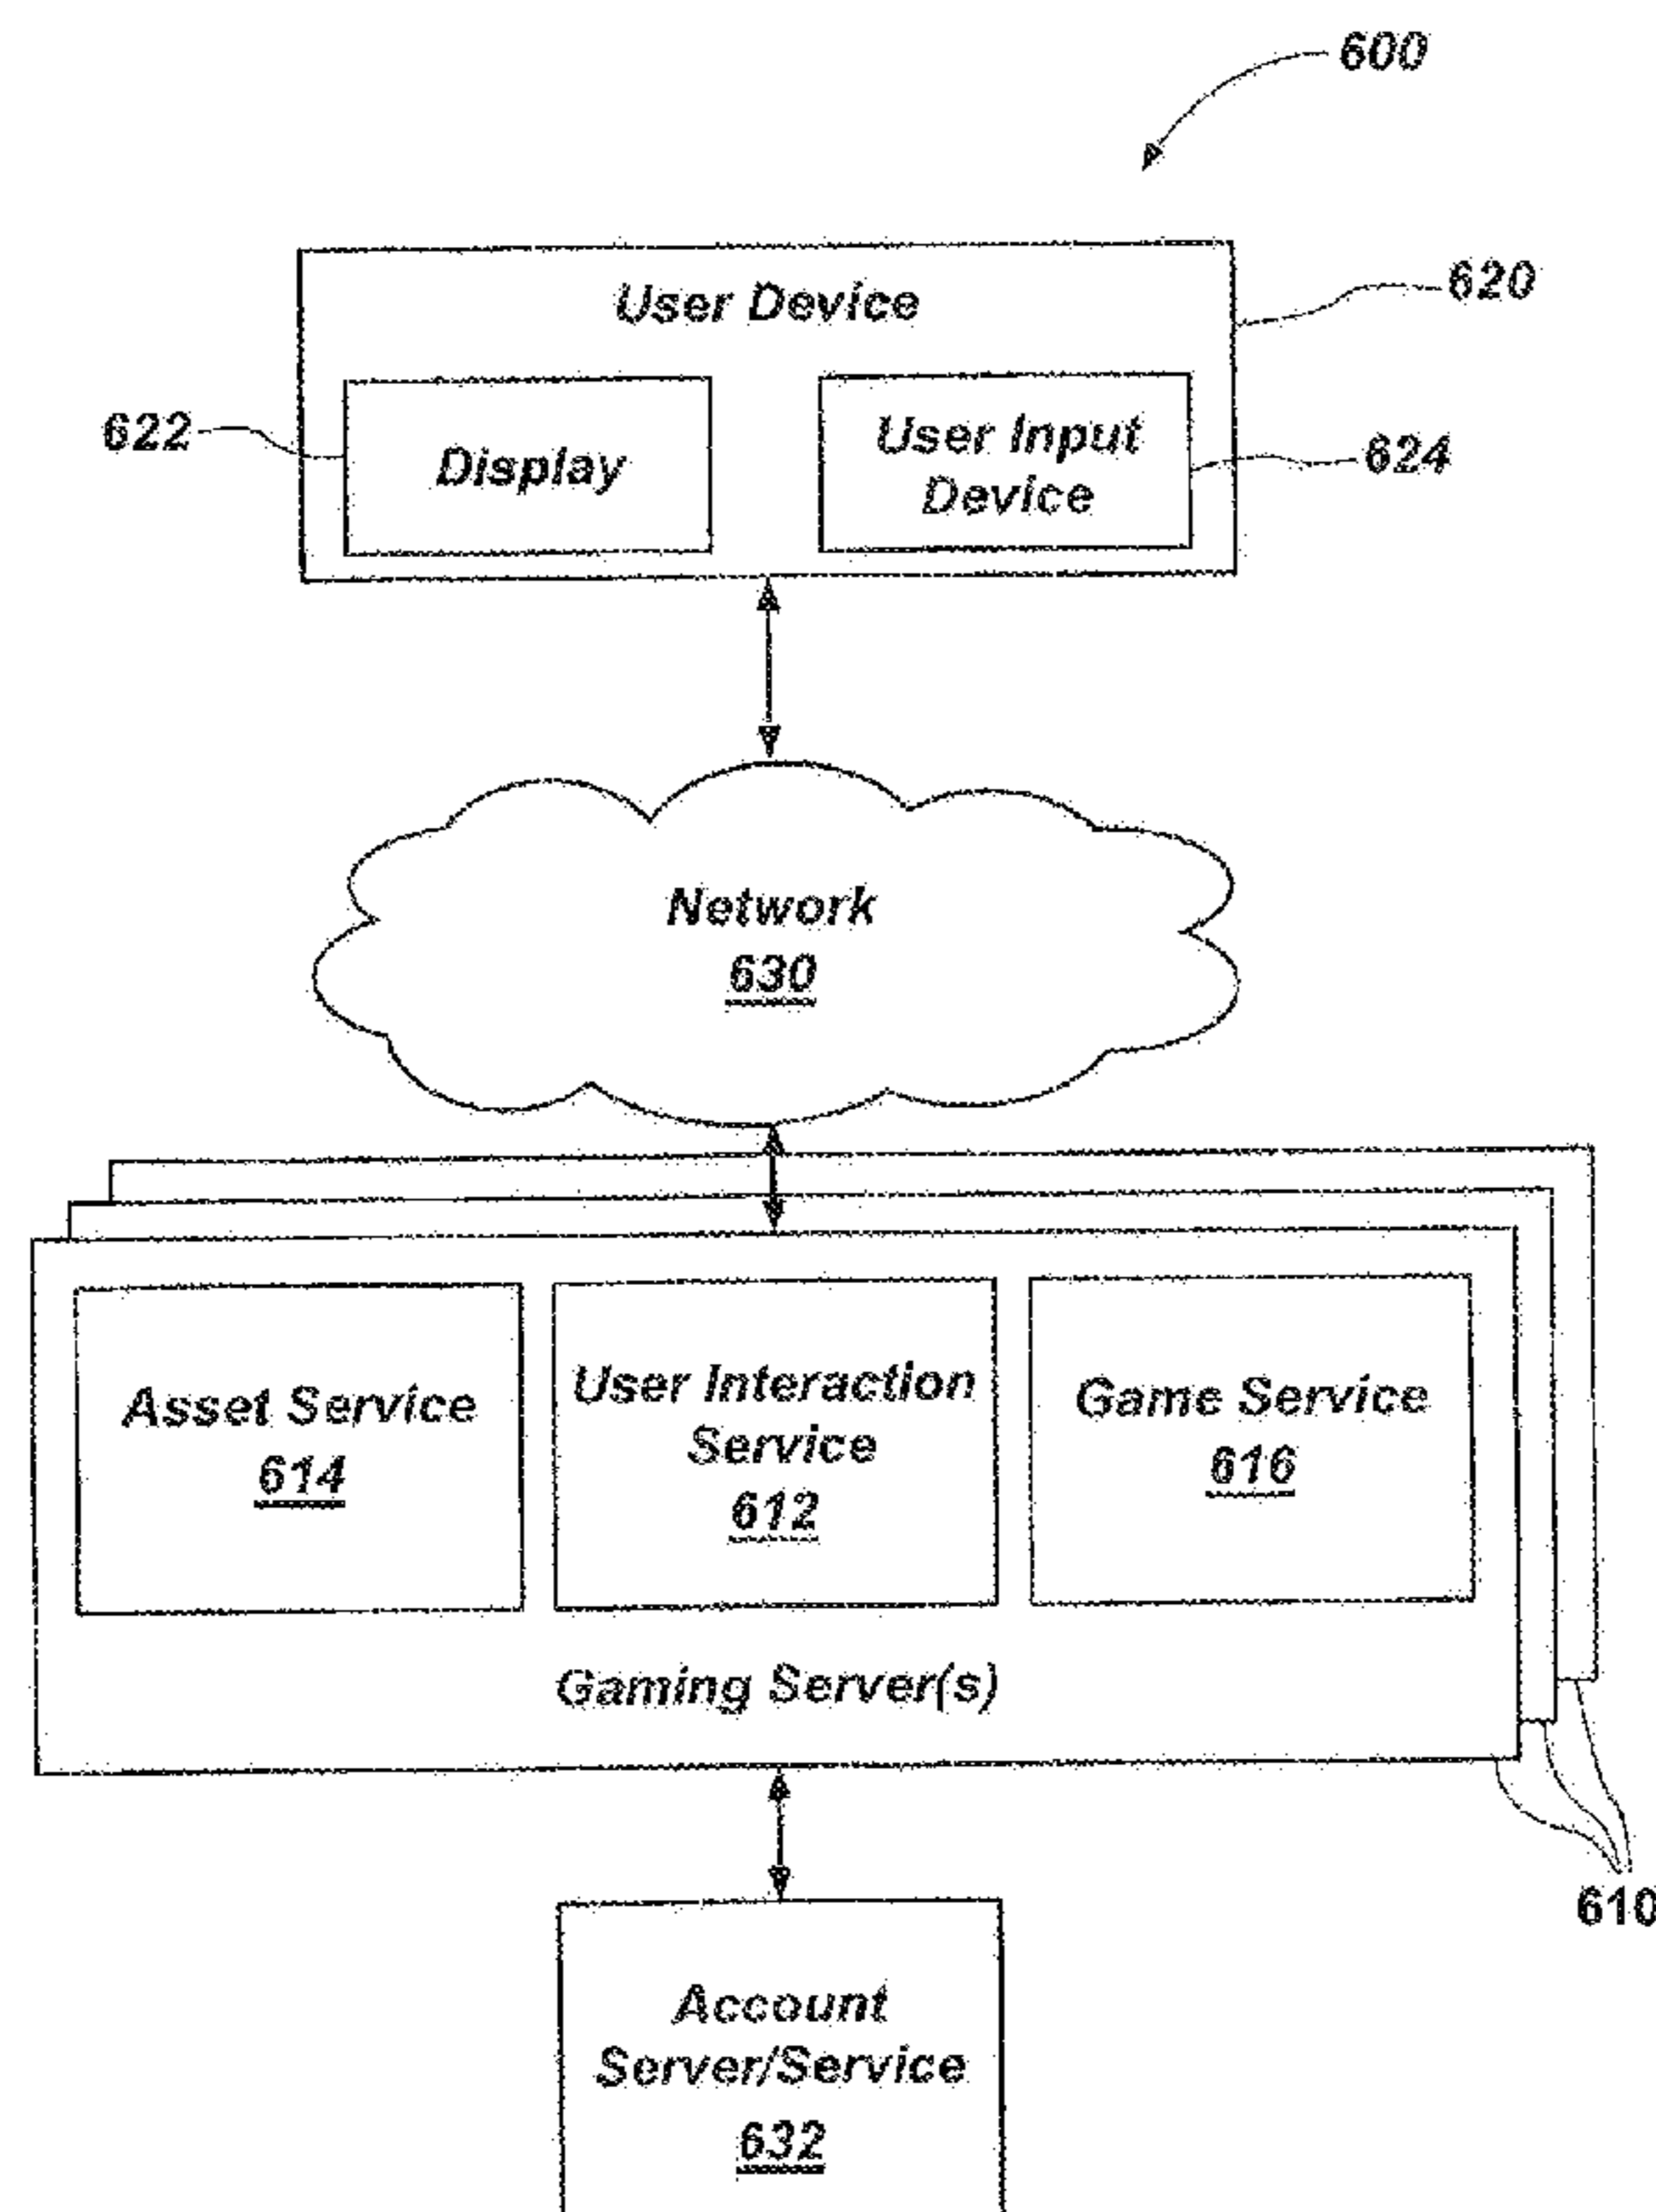 600
User Device
620
622
Display
User Input
Device
624
Network
630
Asset Service
614
User Interaction
Service
612
Game Service
616
Gaming Server(s)
610
Account
Server/Service
632